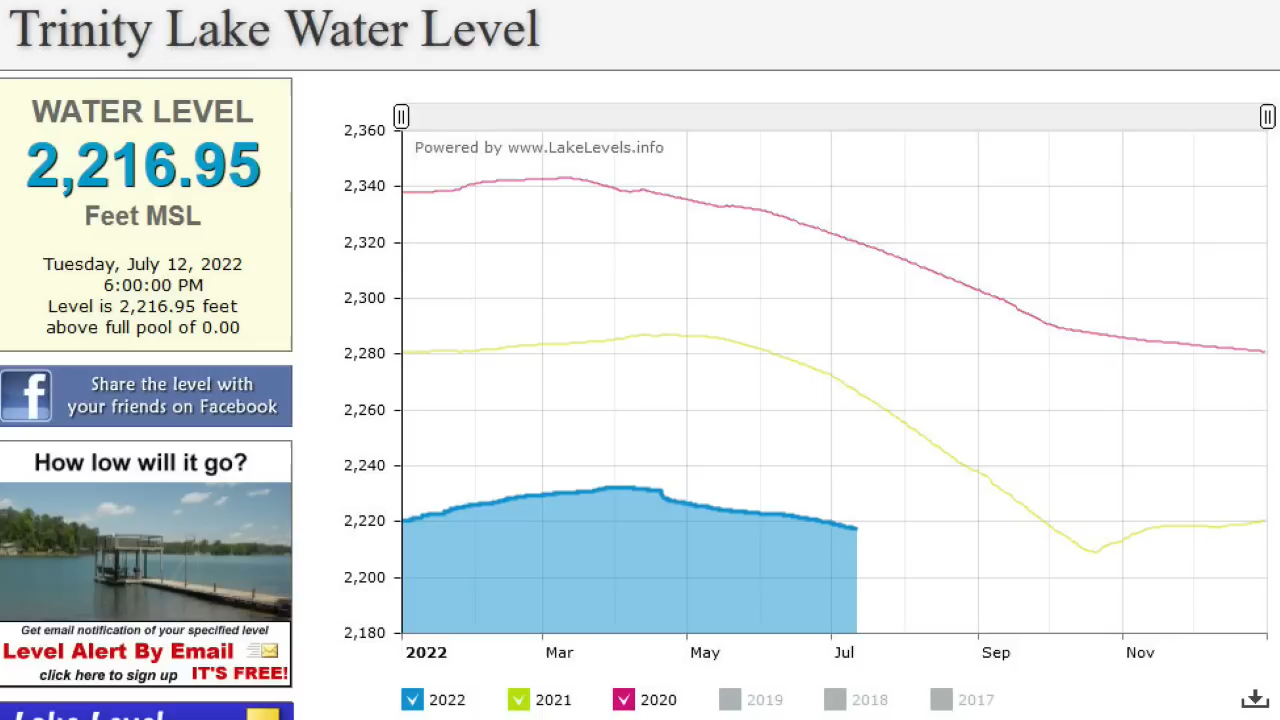 Trinity Lake Water Level
WATER LEVEL
2,216.95
Feet MSL
Tuesday, July 12, 2022
6:00:00 PM
Level is 2,216.95 feet
above full pool of 0.00
f
Share the level with
your friends on Facebook
How low will it go?
Get email notification of your specified level
Level Alert By Email
click here to sign up IT'S FREE!
Lake Level
Powered by www.LakeLevels.info
2,360
2,340
2,320
2,300
2,280
2,260
2,240
2,220
2,200
2,180
2022 Mar May Jul Sep Nov
2022 2021 2020 2019 2018 2017